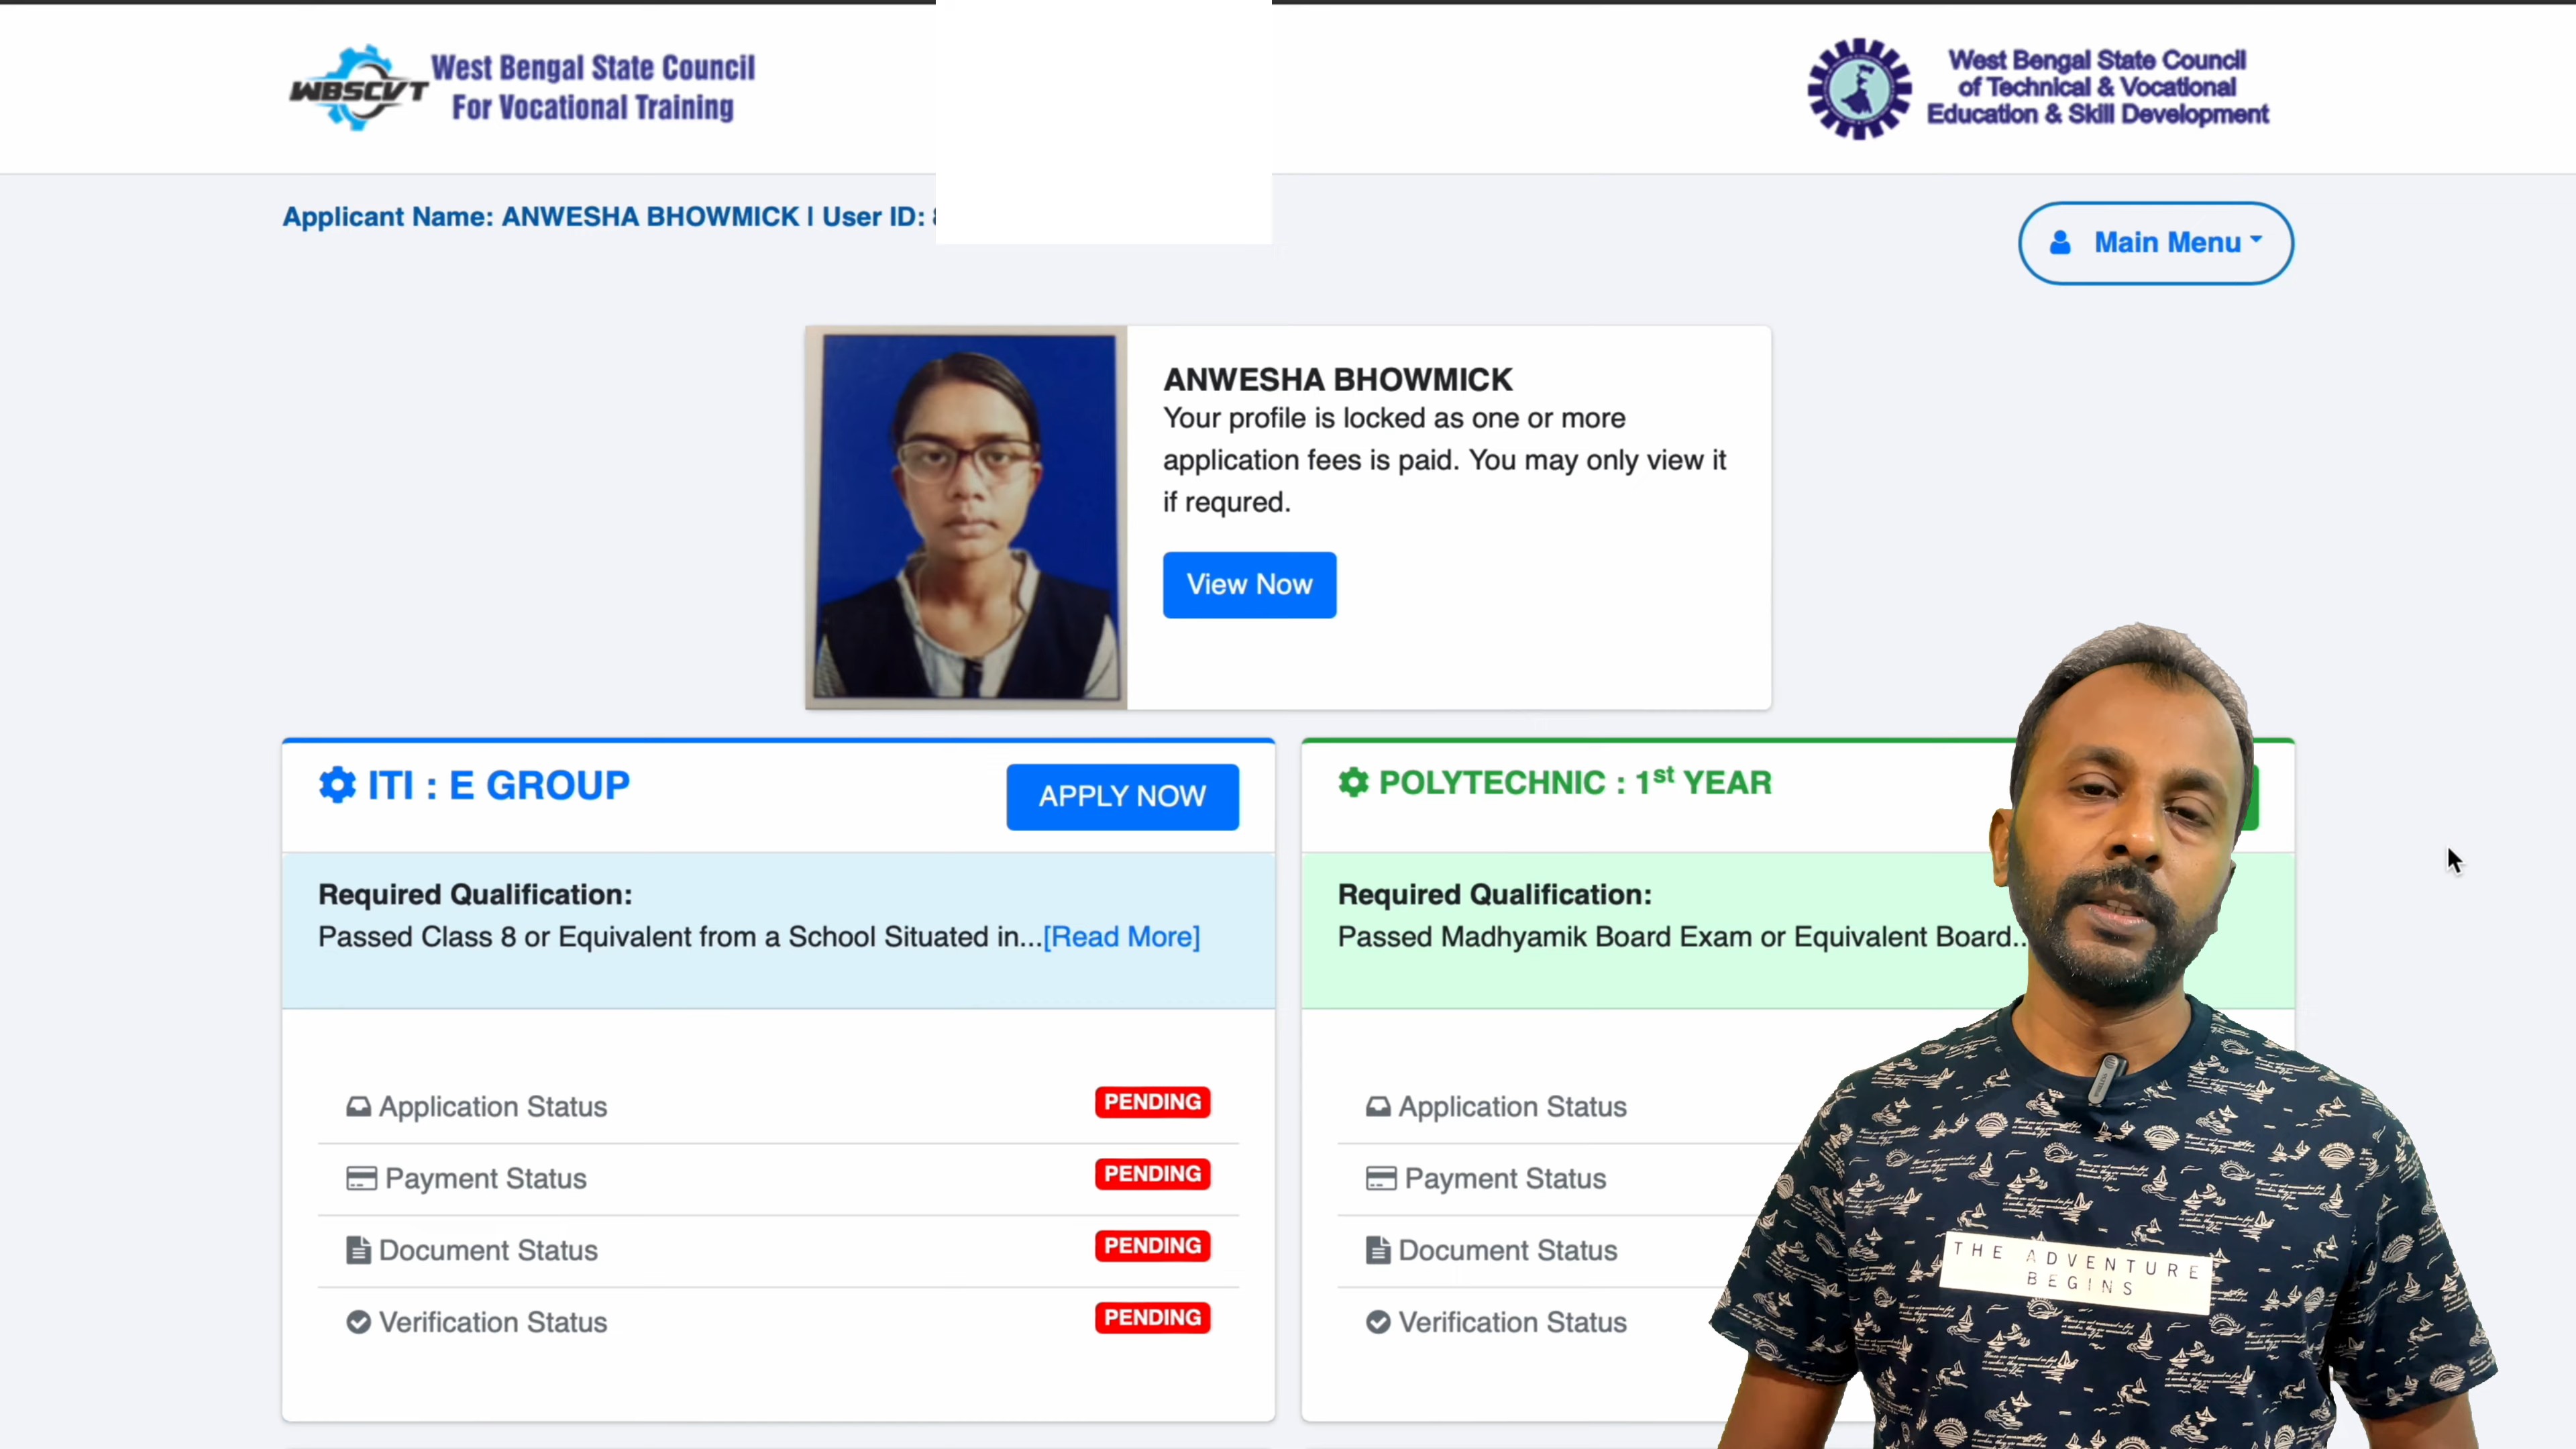 WBSCVT
West Bengal State Council
For Vocational Training
West Bengal State Council
of Technical & Vocational
Education & Skill Development
Applicant Name: ANWESHA BHOWMICK | User ID:
Main Menu
ANWESHA BHOWMICK
Your profile is locked as one or more
application fees is paid. You may only view it
if requred.
View Now
ITI : E GROUP
APPLY NOW
Required Qualification:
Passed Class 8 or Equivalent from a School Situated in...[Read More]
Application Status PENDING
Payment Status PENDING
Document Status PENDING
Verification Status PENDING
POLYTECHNIC : 1st YEAR
Required Qualification:
Passed Madhyamik Board Exam or Equivalent Board..
Application Status
Payment Status
Document Status
Verification Status
THE ADVENTURE
BEGINS